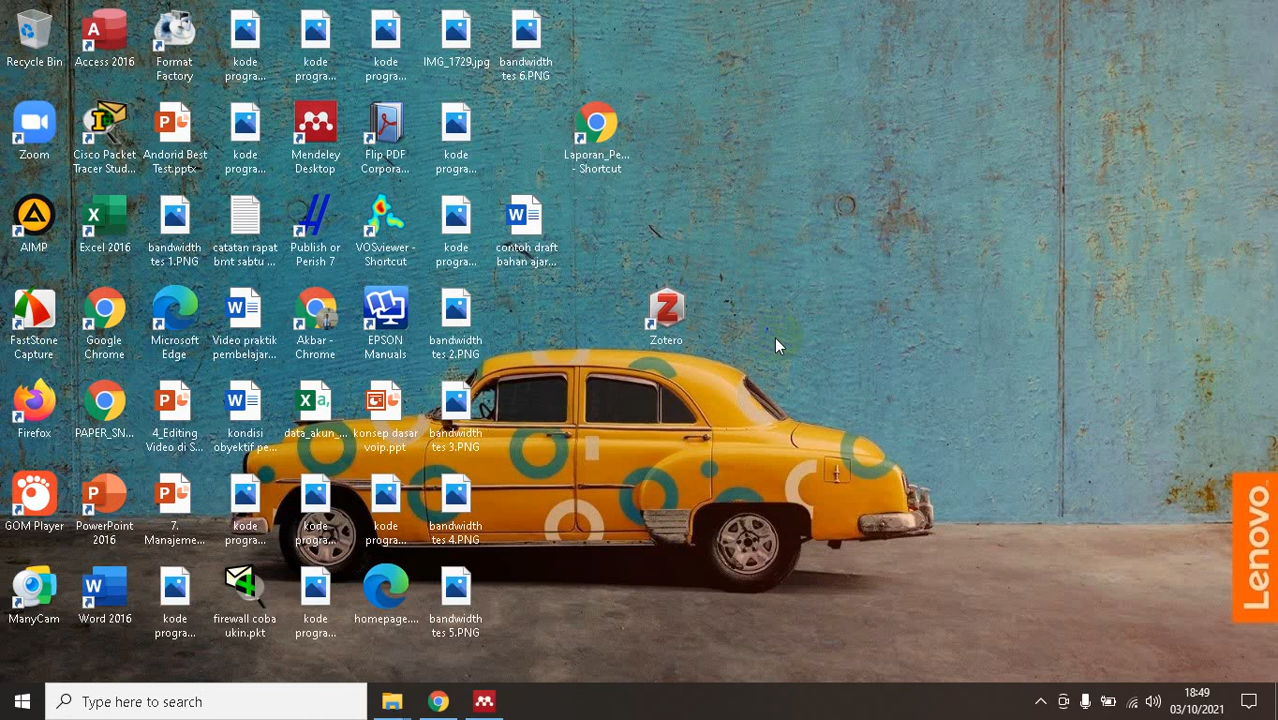 Recycle Bin
Access 2016
Format
Factory
kode
progra...
kode
progra...
kode
progra...
IMG_1729.jpg
bandwidth
tes 6.PNG
Zoom
Cisco Packet
Tracer Stud...
Andorid Best
Test.pptx
kode
progra...
Mendeley
Desktop
Flip PDF
Corpora...
kode
progra...
Laporan_Pe...
- Shortcut
AIMP
Excel 2016
bandwidth
tes 1.PNG
catatan rapat
brnt sabtu ...
Publish or
Perish 7
VOSviewer -
Shortcut
kode
progra...
contoh draft
bahan ajar...
FastStone
Capture
Google
Chrome
Microsoft
Edge
Video praktik
pembelajar...
Akbar -
Chrome
EPSON
Manuals
bandwidth
tes 2.PNG
Zotero
Firefox
PAPER_SN...
4_Editing
Video di S...
kondisi
obyektif pe...
data_akun_...
konsep dasar
voip.ppt
bandwidth
tes 3.PNG
GOM Player
PowerPoint
2016
7.
Manajeme...
kode
progra...
kode
progra...
kode
progra...
bandwidth
tes 4.PNG
ManyCam
Word 2016
kode
progra...
firewall coba
ukin.pkt
kode
progra...
homepage....
bandwidth
tes 5.PNG
Lenovo
Type here to search
18:49
03/10/2021